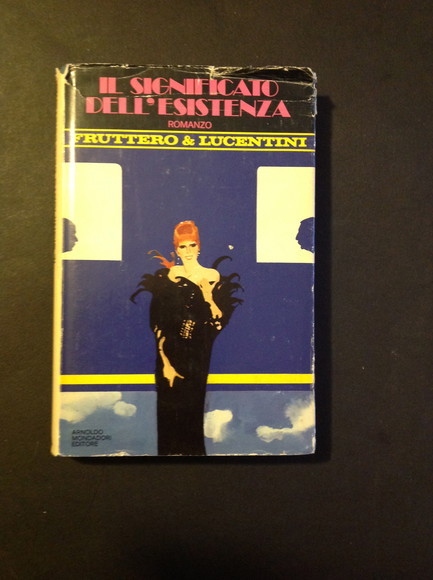 IL SIGNIFICATO
DELL'ESISTENZA
ROMANZO
FRUTTERO & LUCENTINI
ARNOLDO
MONDADORI
EDITORE